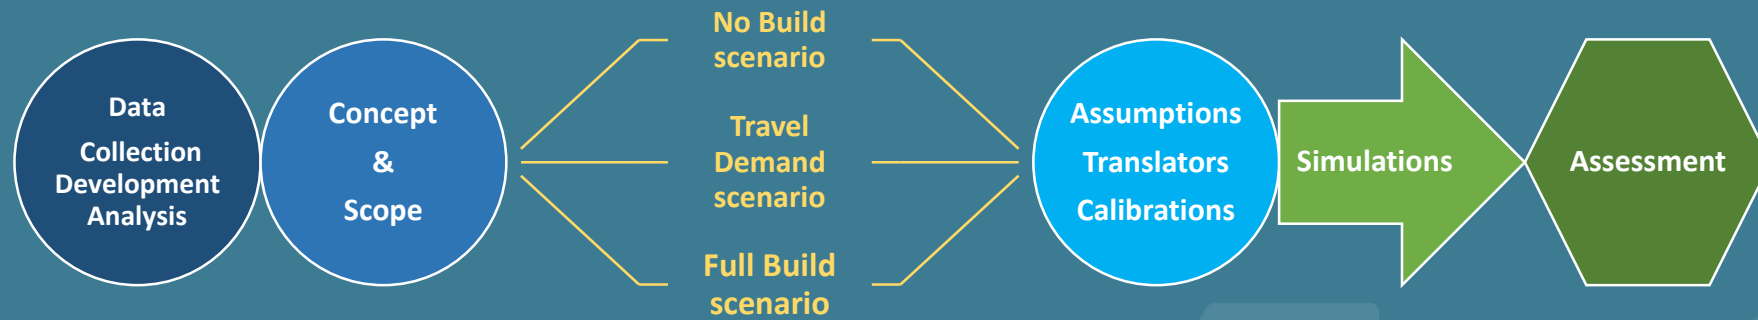 Data
Collection
Development
Analysis
Concept
&
Scope
No Build
scenario
Travel
Demand
scenario
Full Build
scenario
Assumptions
Translators
Calibrations
Simulations
Assessment